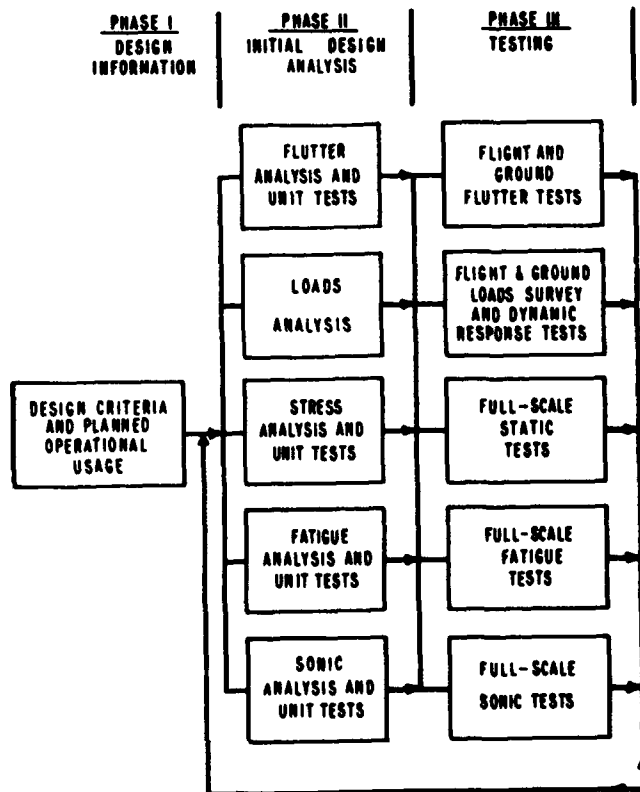 PHASE I
DESIGN
INFORMATION
PHASE II
INITIAL DESIGN
ANALYSIS
PHASE III
TESTING
FLUTTER
ANALYSIS AND
UNIT TESTS
FLIGHT AND
GROUND
FLUTTER TESTS
LOADS
ANALYSIS
FLIGHT & GROUND
LOADS SURVEY
AND DYNAMIC
RESPONSE TESTS
DESIGN CRITERIA
AND PLANNED
OPERATIONAL
USAGE
STRESS
ANALYSIS AND
UNIT TESTS
FULL-SCALE
STATIC
TESTS
FATIGUE
ANALYSIS AND
UNIT TESTS
FULL-SCALE
FATIGUE
TESTS
SONIC
ANALYSIS AND
UNIT TESTS
FULL-SCALE
SONIC TESTS